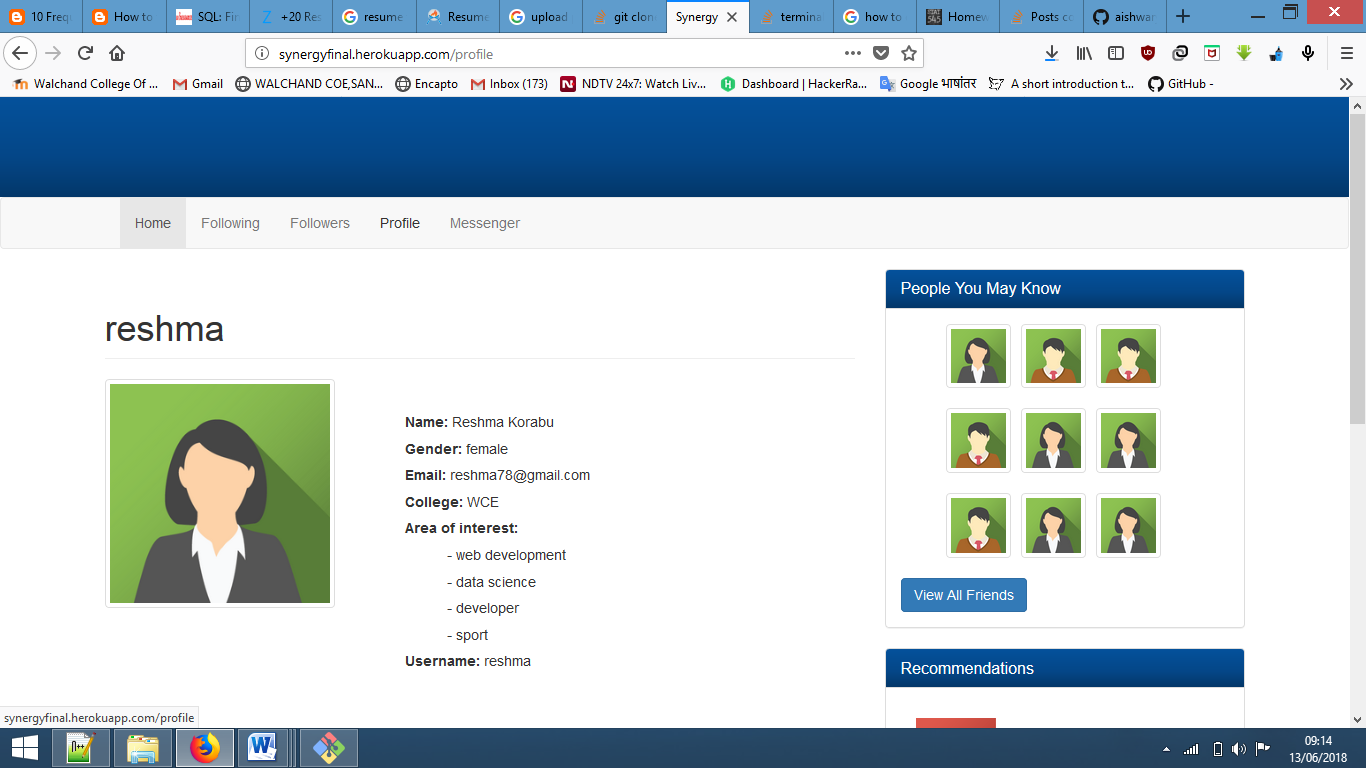 10 Freq
How to
SQL: Fin
+20 Res
resume
Resume
upload
git clon
Synergy
termina
how to
Homew
Posts co
aishwar
synergyfinal.herokuapp.com/profile
Walchand College Of ...
Gmail
WALCHAND COE,SAN...
Encapto
Inbox (173)
NDTV 24x7: Watch Liv...
Dashboard | HackerRa...
Google भाषांतर
A short introduction t...
GitHub -
Home
Following
Followers
Profile
Messenger
reshma
Name: Reshma Korabu
Gender: female
Email: reshma78@gmail.com
College: WCE
Area of interest:
- web development
- data science
- developer
- sport
Username: reshma
People You May Know
View All Friends
Recommendations
synergyfinal.herokuapp.com/profile
09:14
13/06/2018